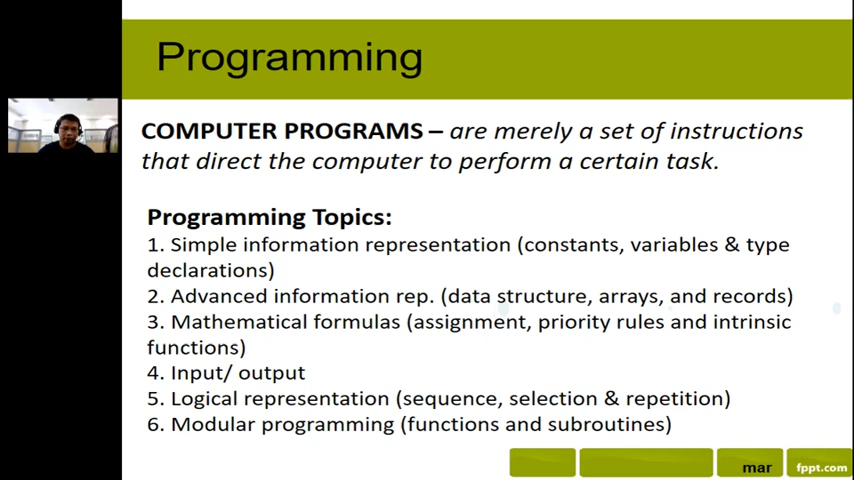 Programming
COMPUTER PROGRAMS – are merely a set of instructions
that direct the computer to perform a certain task.
Programming Topics:
1. Simple information representation (constants, variables & type
declarations)
2. Advanced information rep. (data structure, arrays, and records)
3. Mathematical formulas (assignment, priority rules and intrinsic
functions)
4. Input/ output
5. Logical representation (sequence, selection & repetition)
6. Modular programming (functions and subroutines)
mar
fppt.com